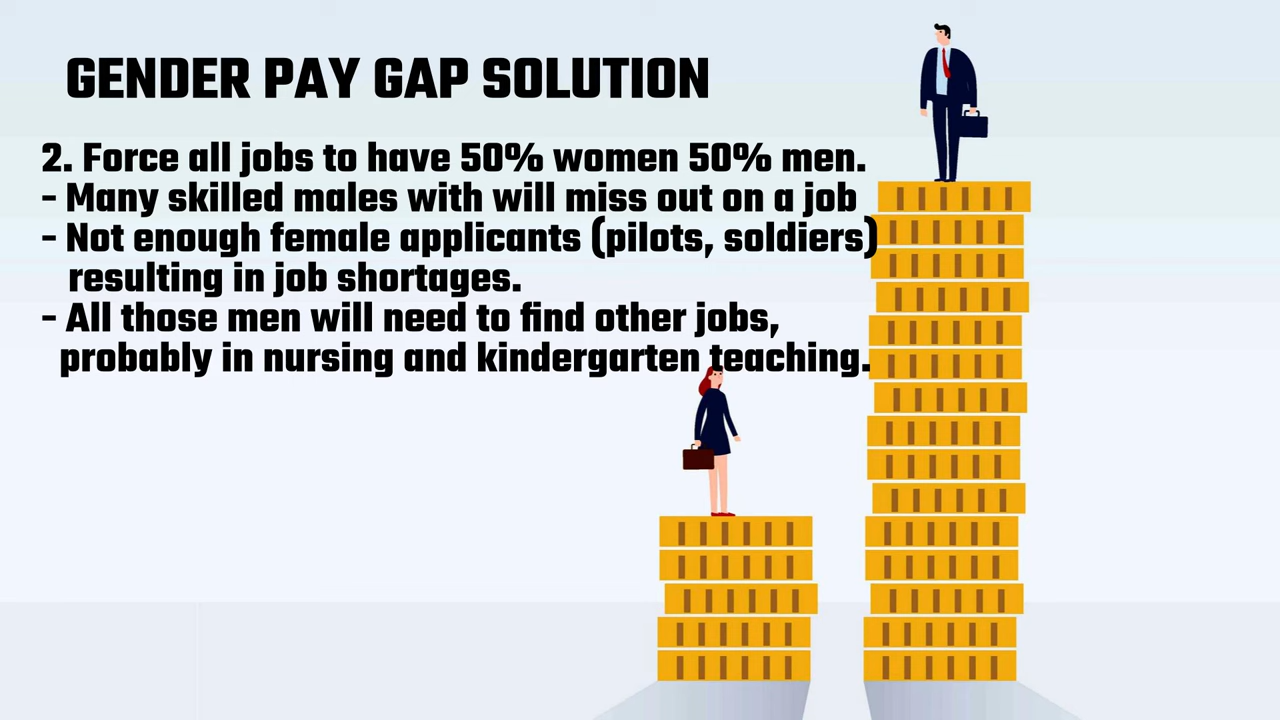 GENDER PAY GAP SOLUTION
2. Force all jobs to have 50% women 50% men.
- Many skilled males with will miss out on a job
- Not enough female applicants (pilots, soldiers)
resulting in job shortages.
- All those men will need to find other jobs,
probably in nursing and kindergarten teaching.